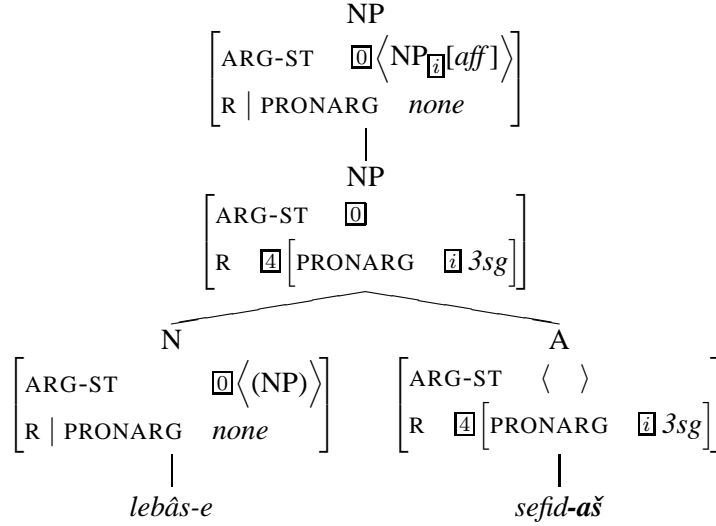 NP
ARG-ST 0⟨NP i[aff]⟩
R | PRONARG none
NP
ARG-ST 0
R 4[PRONARG i 3sg]
N A
ARG-ST 0⟨(NP)⟩ ARG-ST ⟨ ⟩
R | PRONARG none R 4[PRONARG i 3sg]
lebâs-e sefid-aš